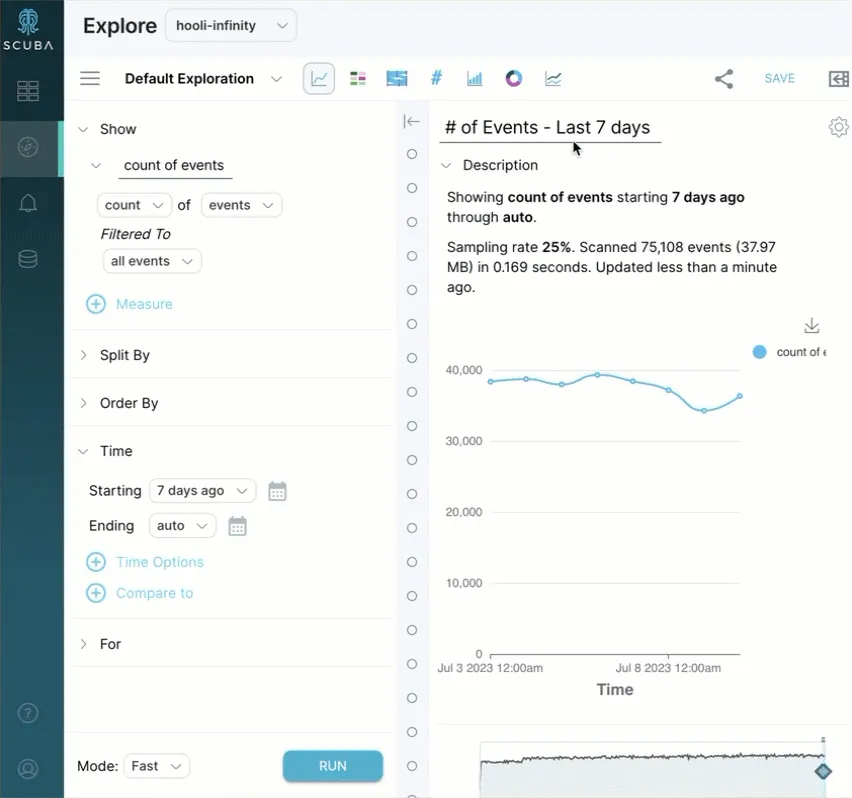 SCUBA
Explore
hooli-infinity
Default Exploration
#
SAVE
Show
count of events
count
of
events
Filtered To
all events
Measure
Split By
Order By
Time
Starting
7 days ago
Ending
auto
Time Options
Compare to
For
Mode:
Fast
RUN
# of Events - Last 7 days
Description
Showing count of events starting 7 days ago
through auto.
Sampling rate 25%. Scanned 75,108 events (37.97
MB) in 0.169 seconds. Updated less than a minute
ago.
count of e
40,000
30,000
20,000
10,000
0
Jul 3 2023 12:00am
Jul 8 2023 12:00am
Time
?